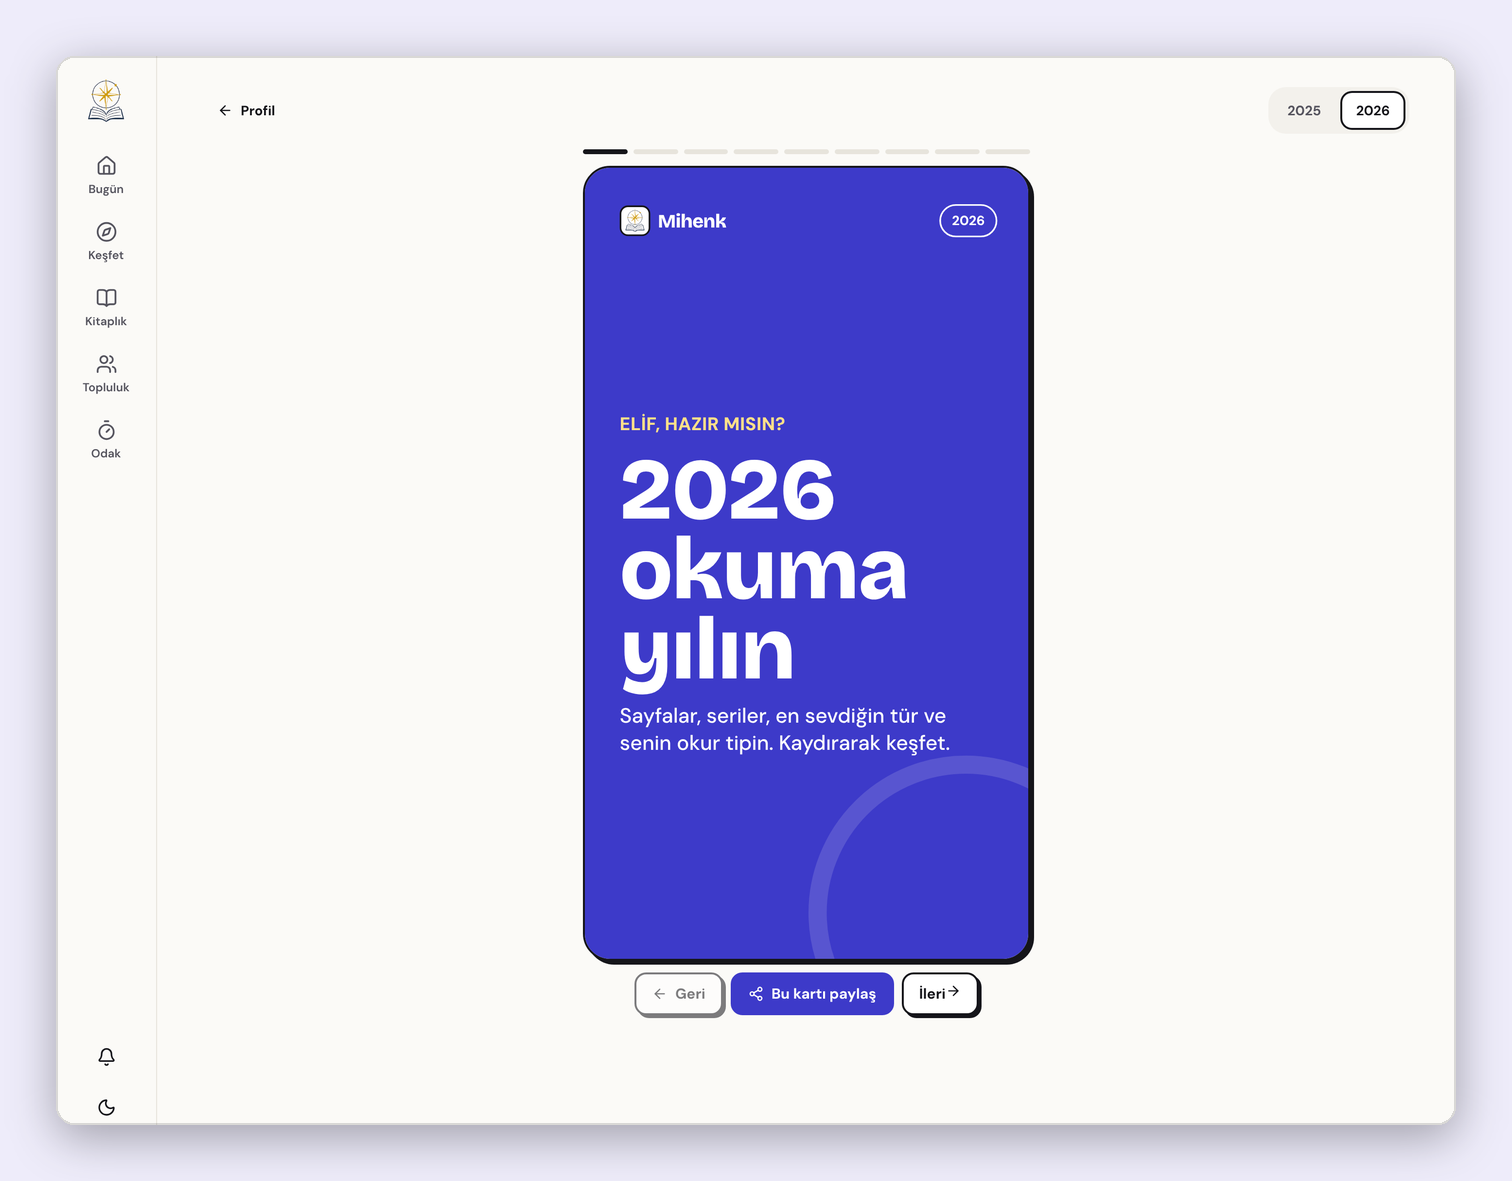 Profil
2025
2026
Bugün
Keşfet
Kitaplık
Topluluk
Odak
Mihenk
2026
ELİF, HAZIR MISIN?
2026
okuma
yılın
Sayfalar, seriler, en sevdiğin tür ve
senin okur tipin. Kaydırarak keşfet.
Geri
Bu kartı paylaş
İleri